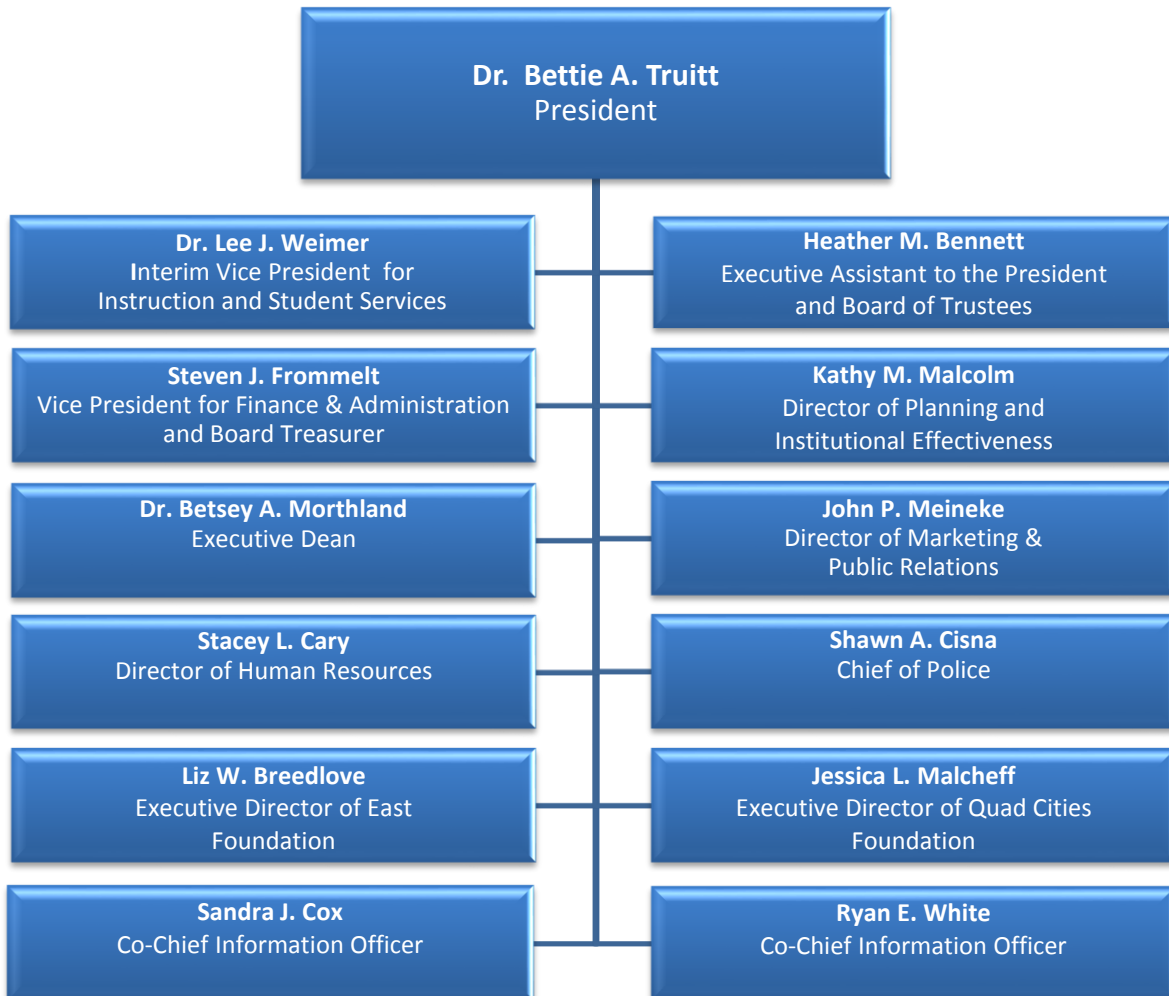 Dr. Bettie A. Truitt
President
Dr. Lee J. Weimer
Interim Vice President for
Instruction and Student Services
Heather M. Bennett
Executive Assistant to the President
and Board of Trustees
Steven J. Frommelt
Vice President for Finance & Administration
and Board Treasurer
Kathy M. Malcolm
Director of Planning and
Institutional Effectiveness
Dr. Betsey A. Morthland
Executive Dean
John P. Meineke
Director of Marketing &
Public Relations
Stacey L. Cary
Director of Human Resources
Shawn A. Cisna
Chief of Police
Liz W. Breedlove
Executive Director of East
Foundation
Jessica L. Malcheff
Executive Director of Quad Cities
Foundation
Sandra J. Cox
Co-Chief Information Officer
Ryan E. White
Co-Chief Information Officer